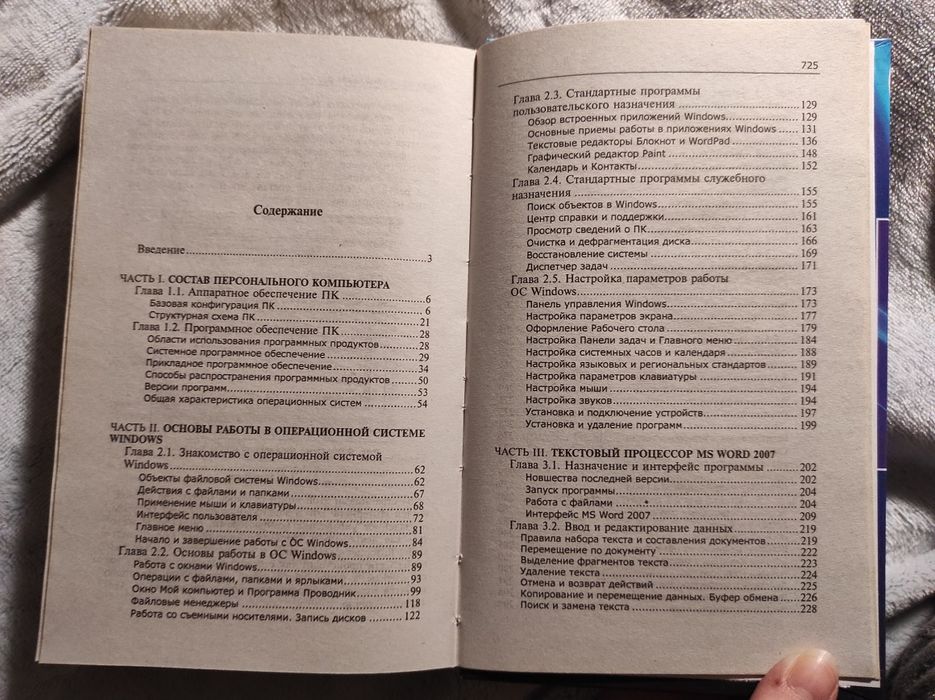 Содержание
Введение......3
ЧАСТЬ I. СОСТАВ ПЕРСОНАЛЬНОГО КОМПЬЮТЕРА
Глава 1.1. Аппаратное обеспечение ПК......6
Базовая конфигурация ПК......6
Структурная схема ПК......21
Глава 1.2. Программное обеспечение ПК......28
Области использования программных продуктов......28
Системное программное обеспечение......29
Прикладное программное обеспечение......34
Способы распространения программных продуктов......50
Версии программ......53
Общая характеристика операционных систем......54
ЧАСТЬ II. ОСНОВЫ РАБОТЫ В ОПЕРАЦИОННОЙ СИСТЕМЕ
WINDOWS
Глава 2.1. Знакомство с операционной системой
Windows......62
Объекты файловой системы Windows......62
Действия с файлами и папками......67
Применение мыши и клавиатуры......68
Интерфейс пользователя......72
Главное меню......81
Начало и завершение работы с ОС Windows......84
Глава 2.2. Основы работы в ОС Windows......89
Работа с окнами Windows......89
Операции с файлами, папками и ярлыками......93
Окно Мой компьютер и Программа Проводник......99
Файловые менеджеры......118
Работа со съемными носителями. Запись дисков......122
725
Глава 2.3. Стандартные программы
пользовательского назначения......129
Обзор встроенных приложений Windows......129
Основные приемы работы в приложениях Windows......131
Текстовые редакторы Блокнот и WordPad......136
Графический редактор Paint......148
Календарь и Контакты......152
Глава 2.4. Стандартные программы служебного
назначения......155
Поиск объектов в Windows......155
Центр справки и поддержки......161
Просмотр сведений о ПК......163
Очистка и дефрагментация диска......166
Восстановление системы......169
Диспетчер задач......171
Глава 2.5. Настройка параметров работы
ОС Windows......173
Панель управления Windows......173
Настройка параметров экрана......177
Оформление Рабочего стола......179
Настройка Панели задач и Главного меню......184
Настройка системных часов и календаря......188
Настройка языковых и региональных стандартов......189
Настройка параметров клавиатуры......191
Настройка мыши......194
Настройка звуков......194
Установка и подключение устройств......197
Установка и удаление программ......199
ЧАСТЬ III. ТЕКСТОВЫЙ ПРОЦЕССОР MS WORD 2007
Глава 3.1. Назначение и интерфейс программы......202
Новшества последней версии......202
Запуск программы......204
Работа с файлами......204
Интерфейс MS Word 2007......209
Глава 3.2. Ввод и редактирование данных......219
Правила набора текста и составления документов......219
Перемещение по документу......222
Выделение фрагментов текста......223
Удаление текста......224
Отмена и возврат действий......225
Копирование и перемещение данных. Буфер обмена......226
Поиск и замена текста......228